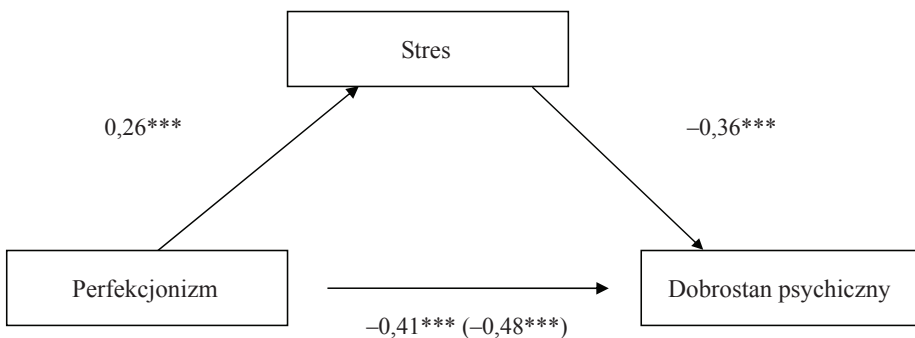 Stres
0,26***
–0,36***
Perfekcjonizm
Dobrostan psychiczny
–0,41*** (–0,48***)